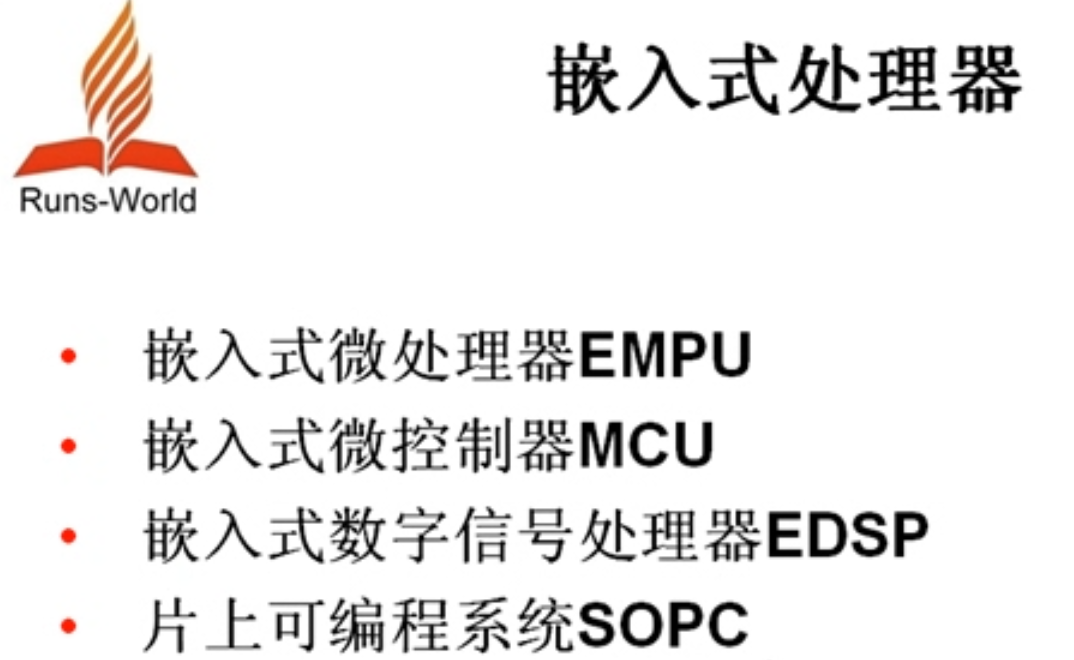 嵌入式处理器
Runs-World
嵌入式微处理器EMPU
嵌入式微控制器MCU
嵌入式数字信号处理器EDSP
片上可编程系统SOPC